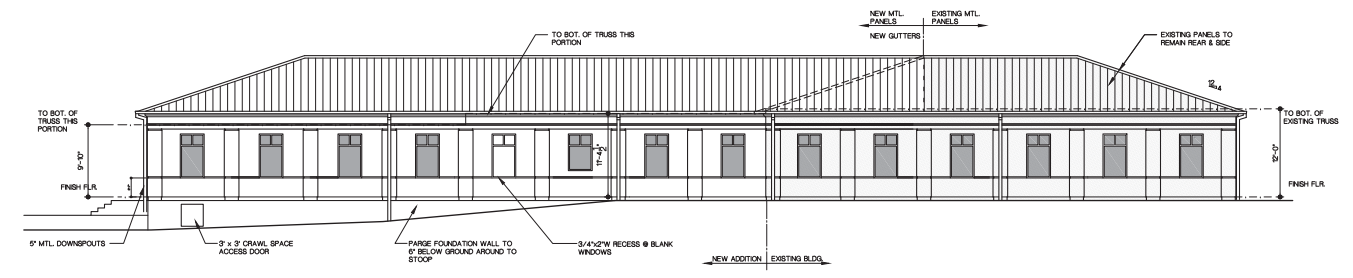 NEW MTL.
PANELS
EXISTING MTL.
PANELS
NEW GUTTERS
TO BOT. OF TRUSS THIS
PORTION
EXISTING PANELS TO
REMAIN REAR & SIDE
12
4
TO BOT. OF
TRUSS THIS
PORTION
TO BOT. OF
EXISTING TRUSS
9'-10"
11'-4 1/2"
12'-0"
FINISH FLR.
FINISH FLR.
5" MTL. DOWNSPOUTS
3' x 3' CRAWL SPACE
ACCESS DOOR
PARGE FOUNDATION WALL TO
6" BELOW GROUND AROUND TO
STOOP
3/4"x2"W RECESS @ BLANK
WINDOWS
NEW ADDITION
EXISTING BLDG.